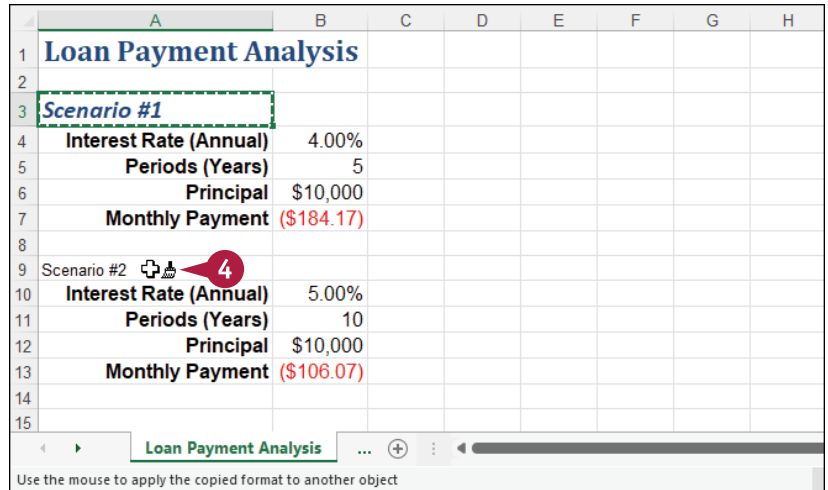 A B C D E F G H
1 Loan Payment Analysis
2
3 Scenario #1
4 Interest Rate (Annual) 4.00%
5 Periods (Years) 5
6 Principal $10,000
7 Monthly Payment ($184.17)
8
9 Scenario #2 4
10 Interest Rate (Annual) 5.00%
11 Periods (Years) 10
12 Principal $10,000
13 Monthly Payment ($106.07)
14
15
Loan Payment Analysis ...
Use the mouse to apply the copied format to another object